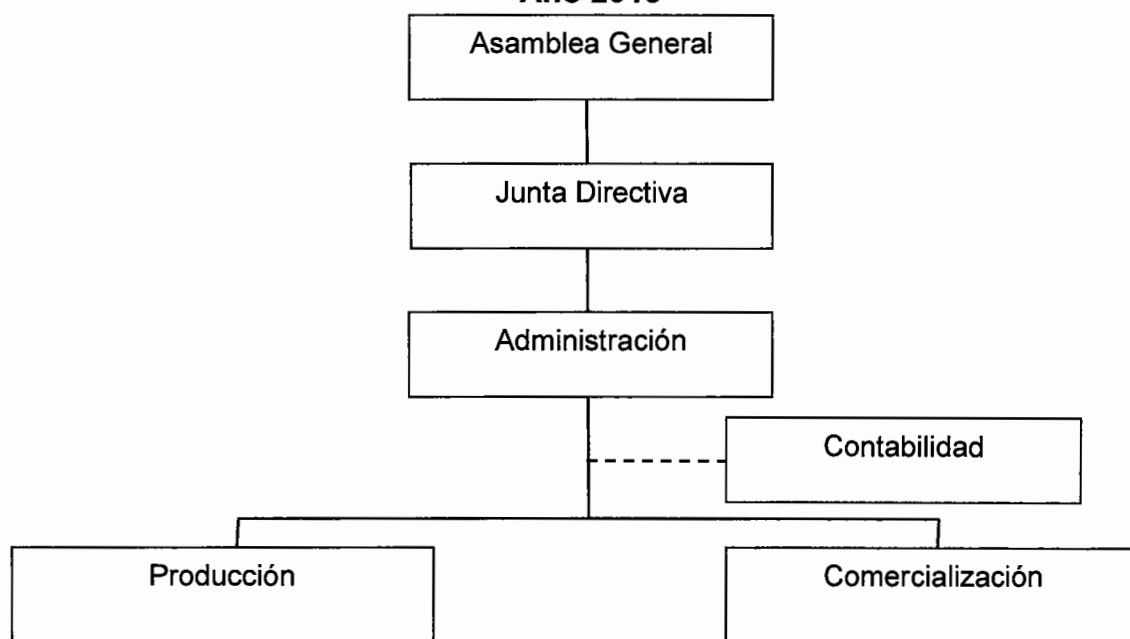 Asamblea General
Junta Directiva
Administración
Contabilidad
Producción
Comercialización